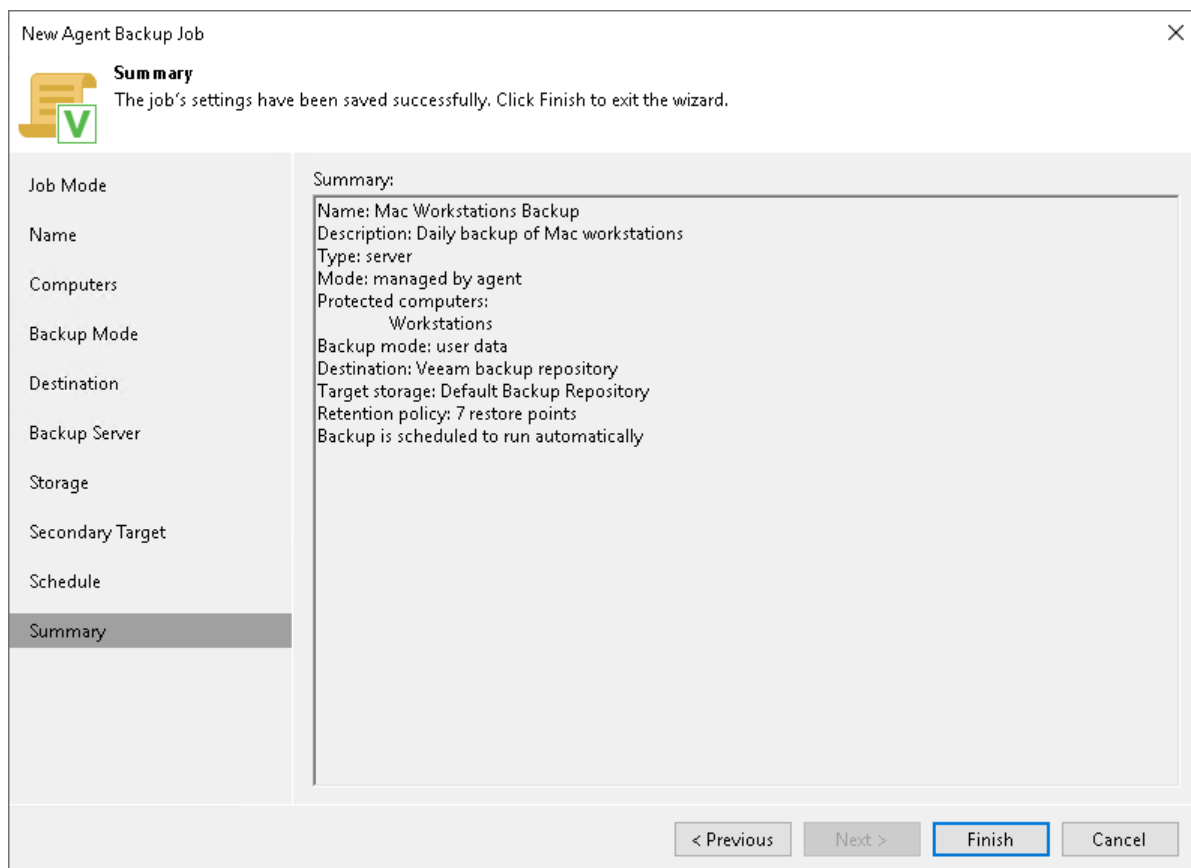 New Agent Backup Job
Summary
The job's settings have been saved successfully. Click Finish to exit the wizard.
V
Job Mode
Name
Computers
Backup Mode
Destination
Backup Server
Storage
Secondary Target
Schedule
Summary
Summary:
Name: Mac Workstations Backup
Description: Daily backup of Mac workstations
Type: server
Mode: managed by agent
Protected computers:
Workstations
Backup mode: user data
Destination: Veeam backup repository
Target storage: Default Backup Repository
Retention policy: 7 restore points
Backup is scheduled to run automatically
< Previous
Next >
Finish
Cancel